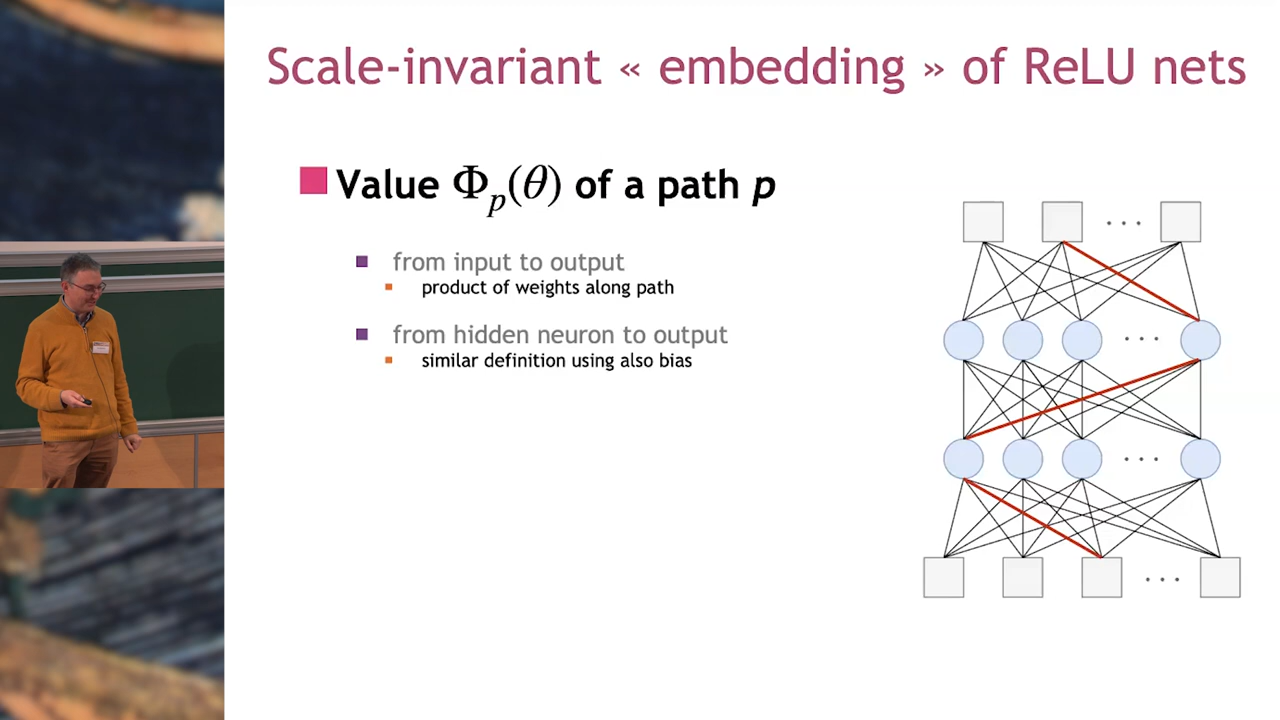 Scale-invariant « embedding » of ReLU nets
Value Φp(θ) of a path p
from input to output
product of weights along path
from hidden neuron to output
similar definition using also bias